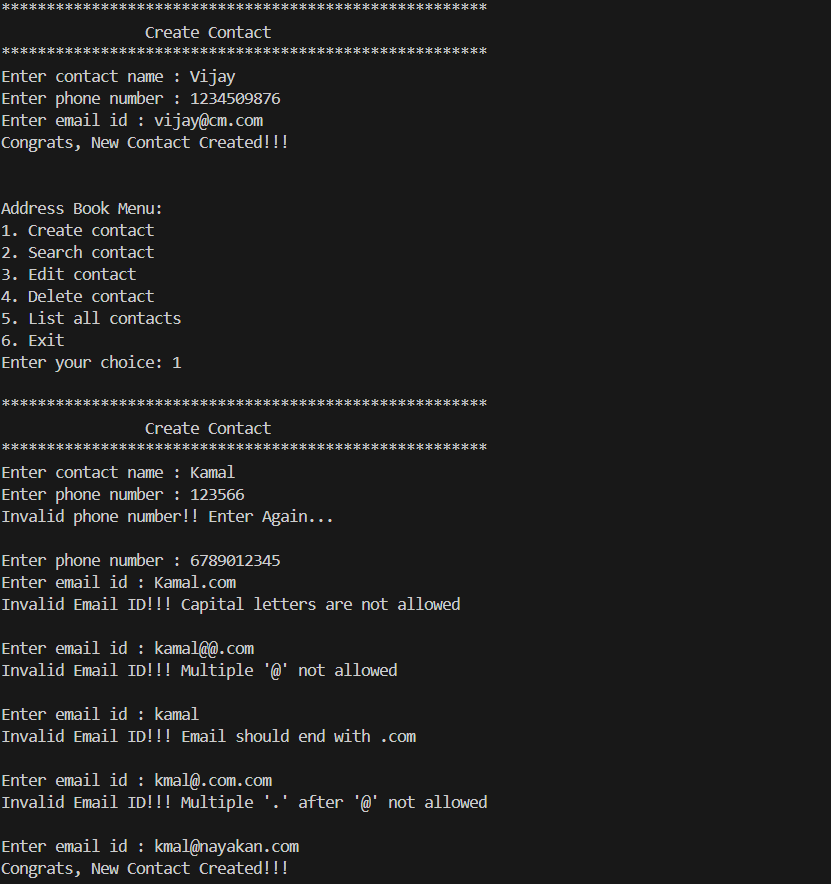 ******************************************************
Create Contact
******************************************************
Enter contact name : Vijay
Enter phone number : 1234509876
Enter email id : vijay@cm.com
Congrats, New Contact Created!!!
Address Book Menu:
1. Create contact
2. Search contact
3. Edit contact
4. Delete contact
5. List all contacts
6. Exit
Enter your choice: 1
******************************************************
Create Contact
******************************************************
Enter contact name : Kamal
Enter phone number : 123566
Invalid phone number!! Enter Again...
Enter phone number : 6789012345
Enter email id : Kamal.com
Invalid Email ID!!! Capital letters are not allowed
Enter email id : kamal@@.com
Invalid Email ID!!! Multiple '@' not allowed
Enter email id : kamal
Invalid Email ID!!! Email should end with .com
Enter email id : kmal@.com.com
Invalid Email ID!!! Multiple '.' after '@' not allowed
Enter email id : kmal@nayakan.com
Congrats, New Contact Created!!!